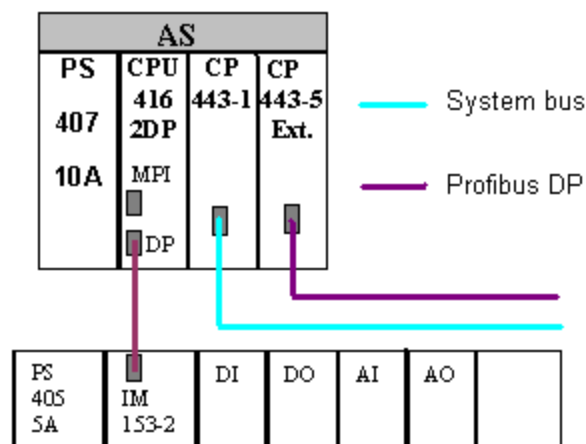 AS
PS
407
10A
CPU
416
2DP
MPI
DP
CP
443-1
CP
443-5
Ext.
System bus
Profibus DP
PS
405
5A
IM
153-2
DI
DO
AI
AO